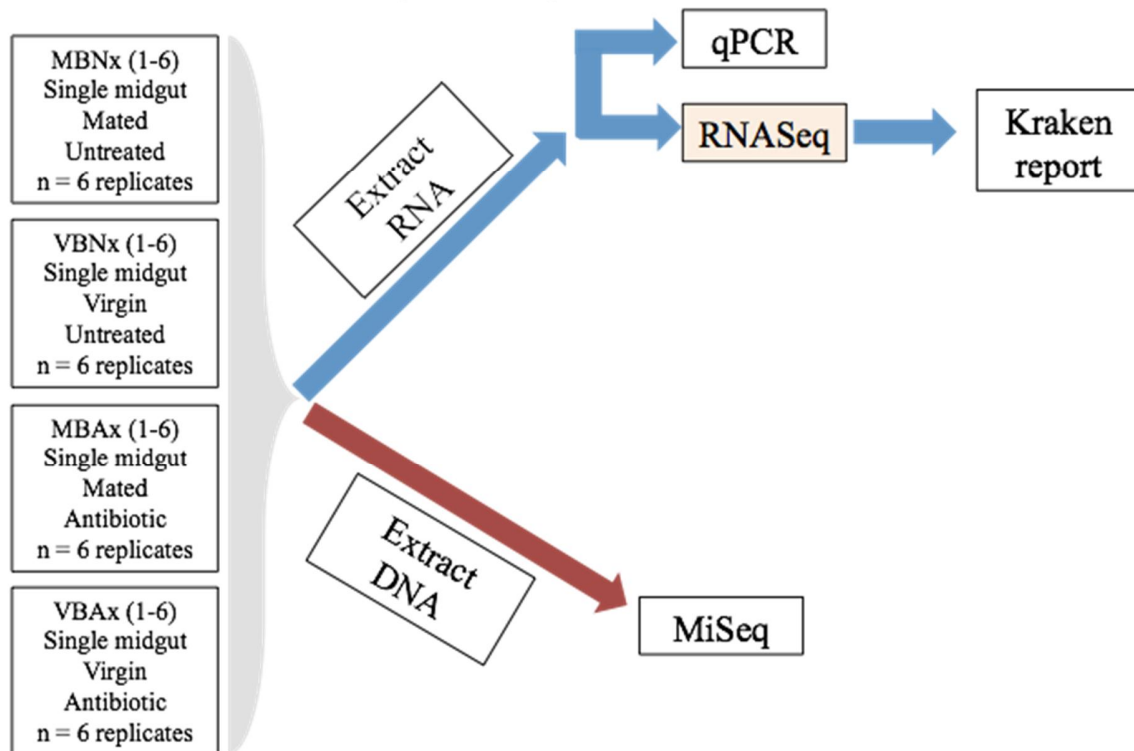 MBNx (1-6)
Single midgut
Mated
Untreated
n = 6 replicates
VBNx (1-6)
Single midgut
Virgin
Untreated
n = 6 replicates
MBAx (1-6)
Single midgut
Mated
Antibiotic
n = 6 replicates
VBAx (1-6)
Single midgut
Virgin
Antibiotic
n = 6 replicates
Extract
RNA
qPCR
RNASeq
Kraken
report
Extract
DNA
MiSeq